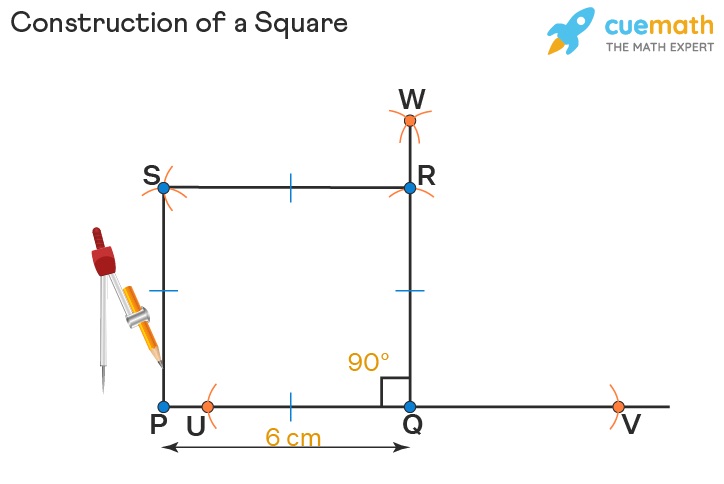 Construction of a Square
cuemath
THE MATH EXPERT
W
S
R
90°
P
U
Q
V
6 cm